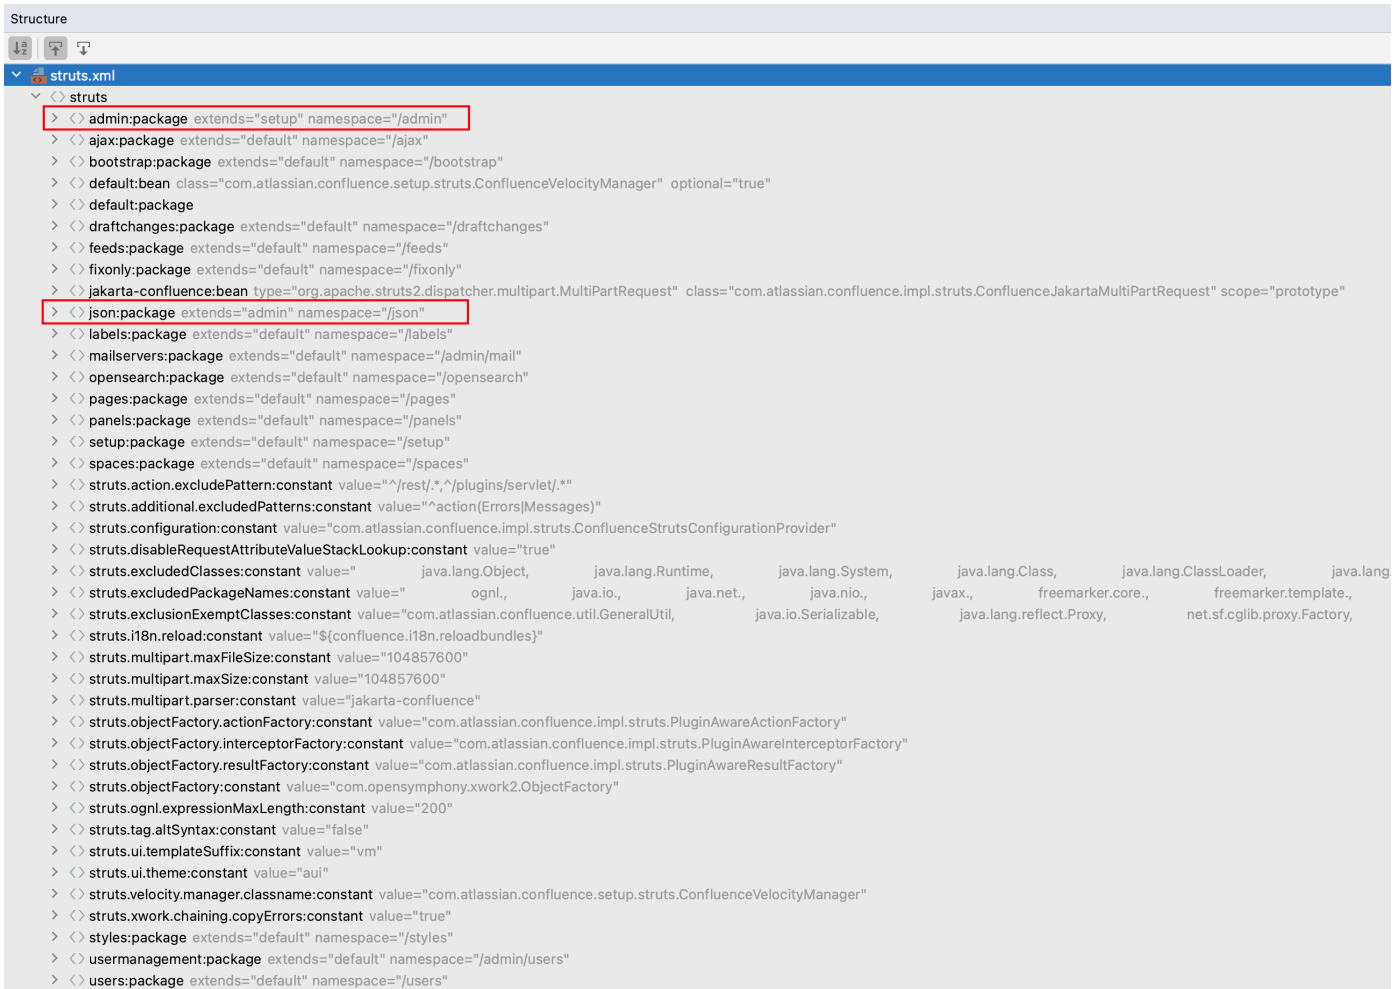 Structure
struts.xml
struts
admin:package extends="setup" namespace="/admin"
ajax:package extends="default" namespace="/ajax"
bootstrap:package extends="default" namespace="/bootstrap"
default:bean class="com.atlassian.confluence.setup.struts.ConfluenceVelocityManager" optional="true"
default:package
draftchanges:package extends="default" namespace="/draftchanges"
feeds:package extends="default" namespace="/feeds"
fixonly:package extends="default" namespace="/fixonly"
jakarta-confluence:bean type="org.apache.struts2.dispatcher.multipart.MultiPartRequest" class="com.atlassian.confluence.impl.struts.ConfluenceJakartaMultiPartRequest" scope="prototype"
json:package extends="admin" namespace="/json"
labels:package extends="default" namespace="/labels"
mailservers:package extends="default" namespace="/admin/mail"
opensearch:package extends="default" namespace="/opensearch"
pages:package extends="default" namespace="/pages"
panels:package extends="default" namespace="/panels"
setup:package extends="default" namespace="/setup"
spaces:package extends="default" namespace="/spaces"
struts.action.excludePattern:constant value="^/rest/.*,^/plugins/servlet/.*"
struts.additional.excludedPatterns:constant value="^action(Errors|Messages)"
struts.configuration:constant value="com.atlassian.confluence.impl.struts.ConfluenceStrutsConfigurationProvider"
struts.disableRequestAttributeValueStackLookup:constant value="true"
struts.excludedClasses:constant value=" java.lang.Object, java.lang.Runtime, java.lang.System, java.lang.Class, java.lang.ClassLoader, java.lang.
struts.excludedPackageNames:constant value=" ognl., java.io., java.net., java.nio., javax., freemarker.core., freemarker.template.,
struts.exclusionExemptClasses:constant value="com.atlassian.confluence.util.GeneralUtil, java.io.Serializable, java.lang.reflect.Proxy, net.sf.cglib.proxy.Factory,
struts.i18n.reload:constant value="${confluence.i18n.reloadbundles}"
struts.multipart.maxFileSize:constant value="104857600"
struts.multipart.maxSize:constant value="104857600"
struts.multipart.parser:constant value="jakarta-confluence"
struts.objectFactory.actionFactory:constant value="com.atlassian.confluence.impl.struts.PluginAwareActionFactory"
struts.objectFactory.interceptorFactory:constant value="com.atlassian.confluence.impl.struts.PluginAwareInterceptorFactory"
struts.objectFactory.resultFactory:constant value="com.atlassian.confluence.impl.struts.PluginAwareResultFactory"
struts.objectFactory:constant value="com.opensymphony.xwork2.ObjectFactory"
struts.ognl.expressionMaxLength:constant value="200"
struts.tag.altSyntax:constant value="false"
struts.ui.templateSuffix:constant value="vm"
struts.ui.theme:constant value="aui"
struts.velocity.manager.classname:constant value="com.atlassian.confluence.setup.struts.ConfluenceVelocityManager"
struts.xwork.chaining.copyErrors:constant value="true"
styles:package extends="default" namespace="/styles"
usermanagement:package extends="default" namespace="/admin/users"
users:package extends="default" namespace="/users"